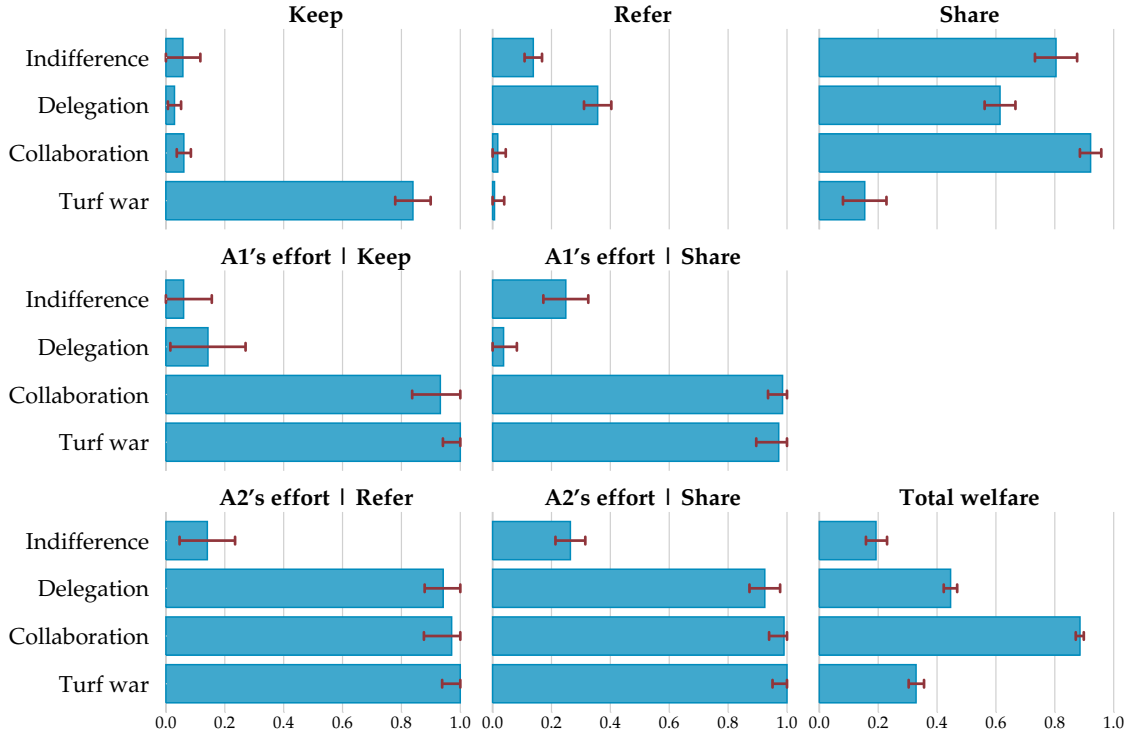 Keep Refer Share
Indifference
Delegation
Collaboration
Turf war
A1’s effort | Keep A1’s effort | Share
Indifference
Delegation
Collaboration
Turf war
A2’s effort | Refer A2’s effort | Share Total welfare
Indifference
Delegation
Collaboration
Turf war
0.0 0.2 0.4 0.6 0.8 1.0 0.0 0.2 0.4 0.6 0.8 1.0 0.0 0.2 0.4 0.6 0.8 1.0